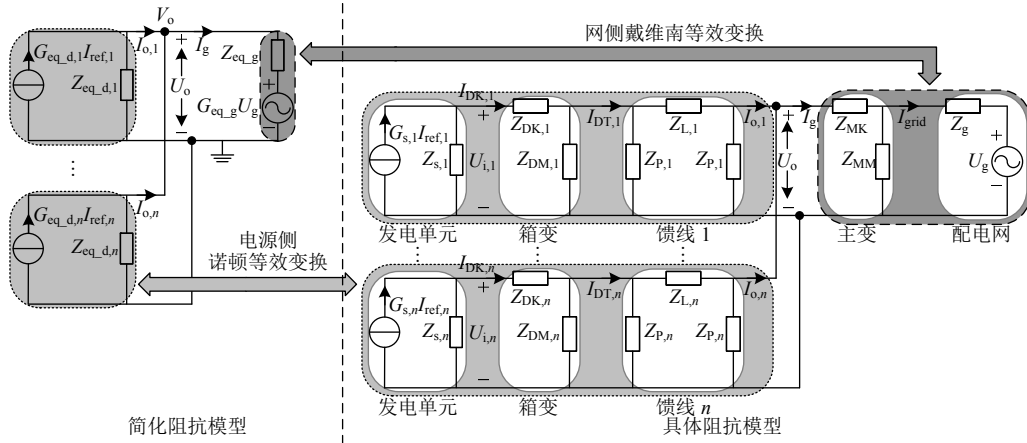 V_o
G_eq_d,1 I_ref,1
I_o,1
I_g
Z_eq_d,1
U_o
+
−
Z_eq_g
G_eq_g U_g
+
−
⋮
G_eq_d,n I_ref,n
I_o,n
Z_eq_d,n
电源侧
诺顿等效变换
简化阻抗模型
网侧戴维南等效变换
G_s,1 I_ref,1
Z_s,1
+
U_i,1
−
I_DK,1
Z_DK,1
Z_DM,1
I_DT,1
Z_L,1
Z_P,1
Z_P,1
I_o,1
+
U_o
−
I_g
Z_MK
Z_MM
I_grid
Z_g
U_g
+
−
发电单元
箱变
馈线 1
主变
配电网
⋮
⋮
⋮
G_s,n I_ref,n
Z_s,n
+
U_i,n
−
I_DK,n
Z_DK,n
Z_DM,n
I_DT,n
Z_L,n
Z_P,n
Z_P,n
I_o,n
发电单元
箱变
馈线 n
具体阻抗模型